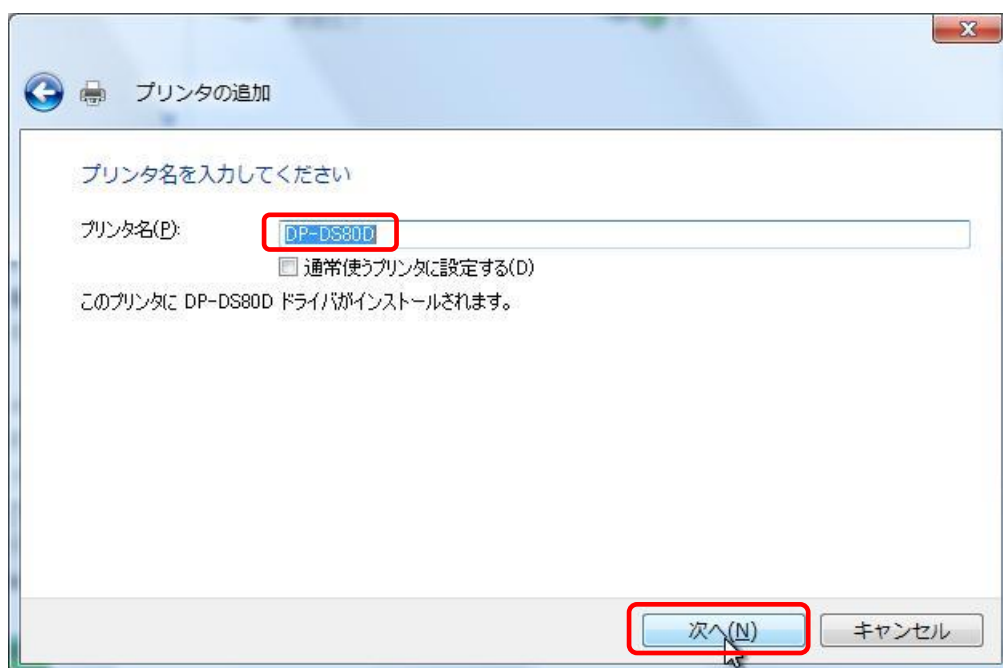 プリンタの追加
プリンタ名を入力してください
プリンタ名(P): DP-DS80D
通常使うプリンタに設定する(D)
このプリンタに DP-DS80D ドライバがインストールされます。
次へ(N) キャンセル